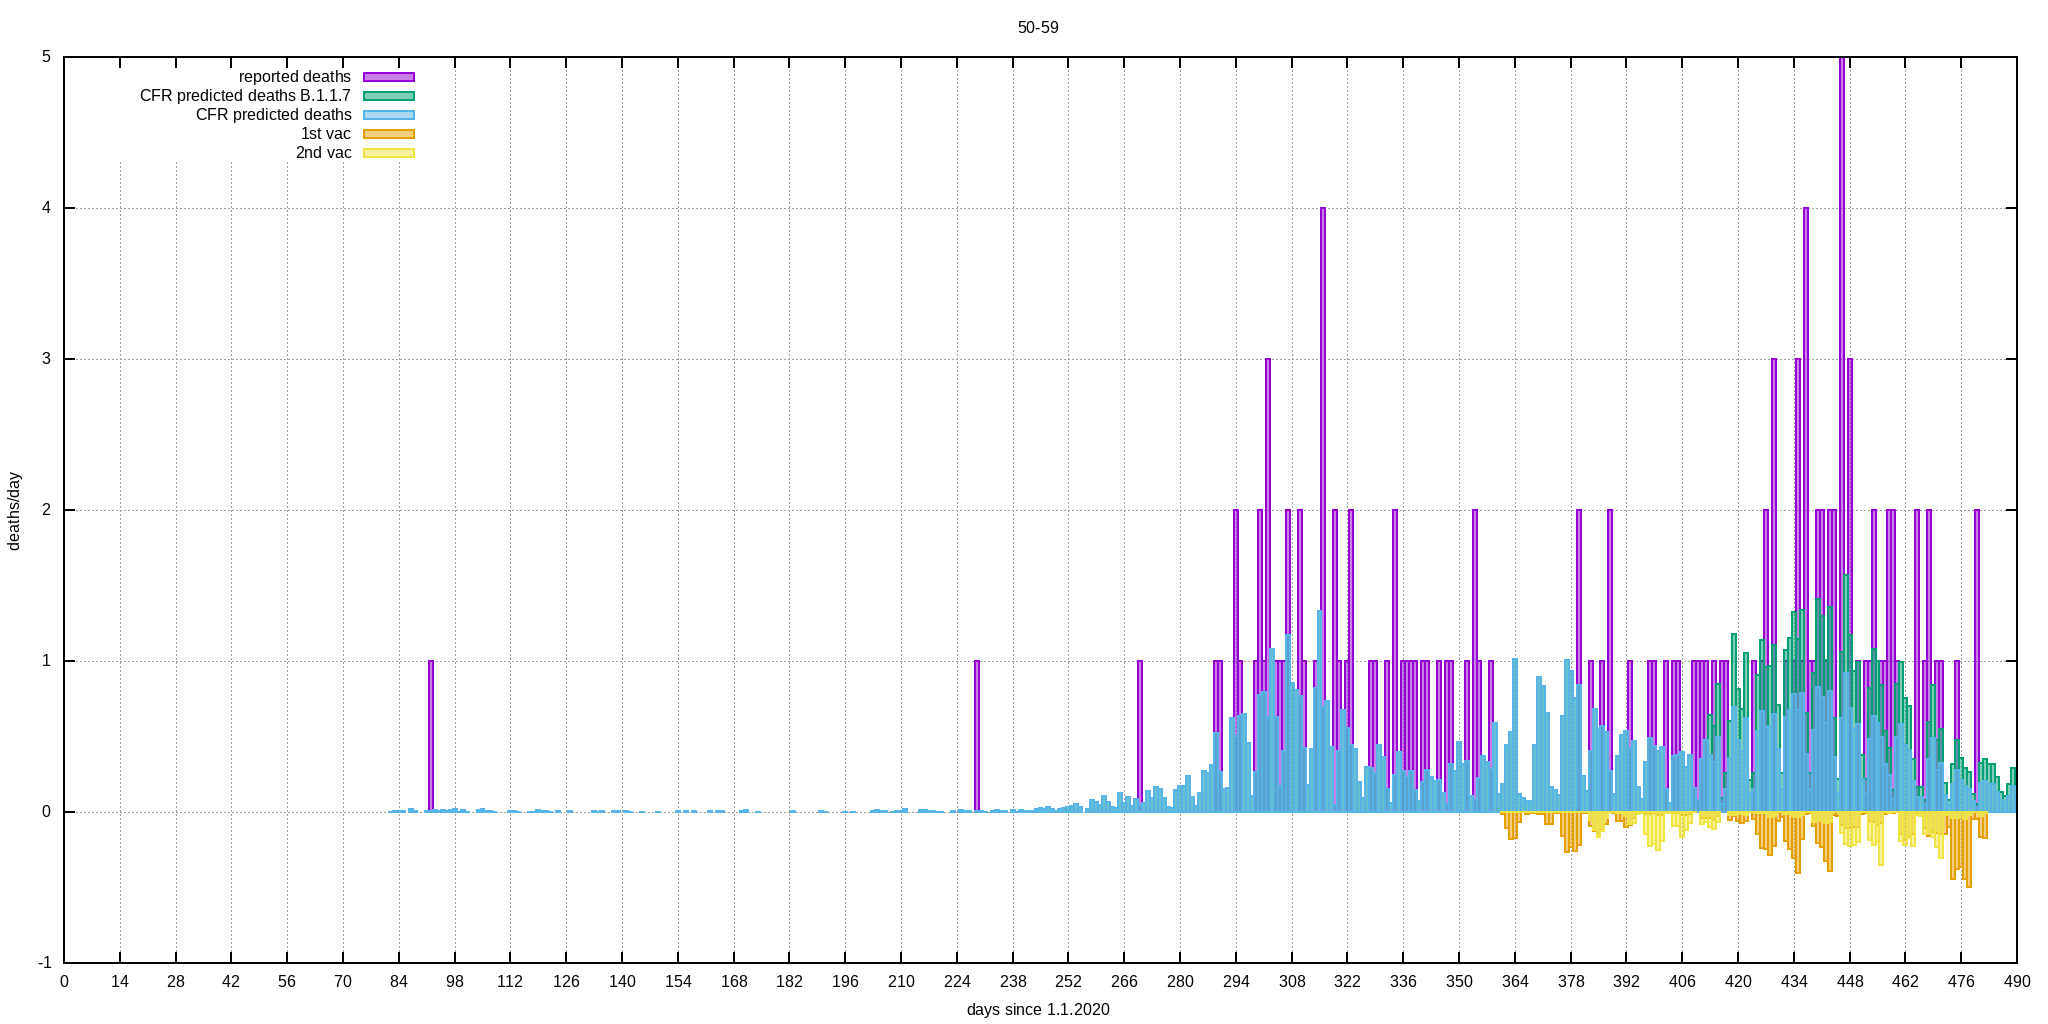 50-59
reported deaths
CFR predicted deaths B.1.1.7
CFR predicted deaths
1st vac
2nd vac
deaths/day
5
4
3
2
1
0
-1
0 14 28 42 56 70 84 98 112 126 140 154 168 182 196 210 224 238 252 266 280 294 308 322 336 350 364 378 392 406 420 434 448 462 476 490
days since 1.1.2020